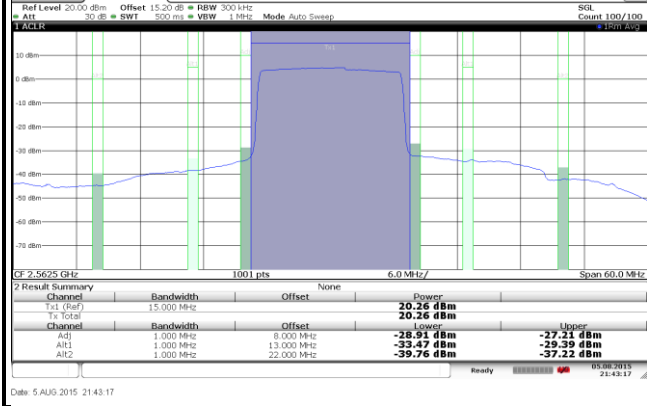 Ref Level 20.00 dBm Offset 15.20 dB RBW 300 kHz SGL
Att 30 dB SWT 500 ms VBW 1 MHz Mode Auto Sweep Count 100/100
1 ACLR 1Rm Avg
10 dBm
0 dBm
-10 dBm
-20 dBm
-30 dBm
-40 dBm
-50 dBm
-60 dBm
-70 dBm
CF 2.5625 GHz 1001 pts 6.0 MHz/ Span 60.0 MHz
2 Result Summary None
Channel Bandwidth Offset Power
Tx1 (Ref) 15.000 MHz 20.26 dBm
Tx Total 20.26 dBm
Channel Bandwidth Offset Lower Upper
Adj 1.000 MHz 8.000 MHz -28.91 dBm -27.21 dBm
Alt1 1.000 MHz 13.000 MHz -33.47 dBm -29.39 dBm
Alt2 1.000 MHz 22.000 MHz -39.76 dBm -37.22 dBm
Ready 05.08.2015
21:43:17
Date: 5.AUG.2015 21:43:17